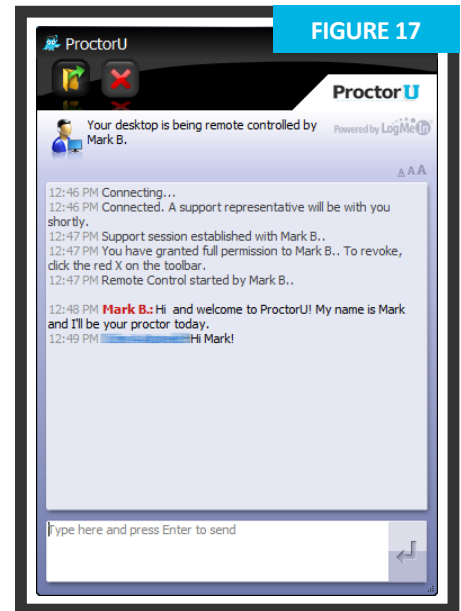 FIGURE 17
ProctorU
ProctorU
Your desktop is being remote controlled by
Mark B.
Powered by LogMeIn
A A A
12:46 PM Connecting...
12:46 PM Connected. A support representative will be with you
shortly.
12:47 PM Support session established with Mark B..
12:47 PM You have granted full permission to Mark B.. To revoke,
click the red X on the toolbar.
12:47 PM Remote Control started by Mark B..
12:48 PM Mark B.: Hi and welcome to ProctorU! My name is Mark
and I'll be your proctor today.
12:49 PM Hi Mark!
Type here and press Enter to send